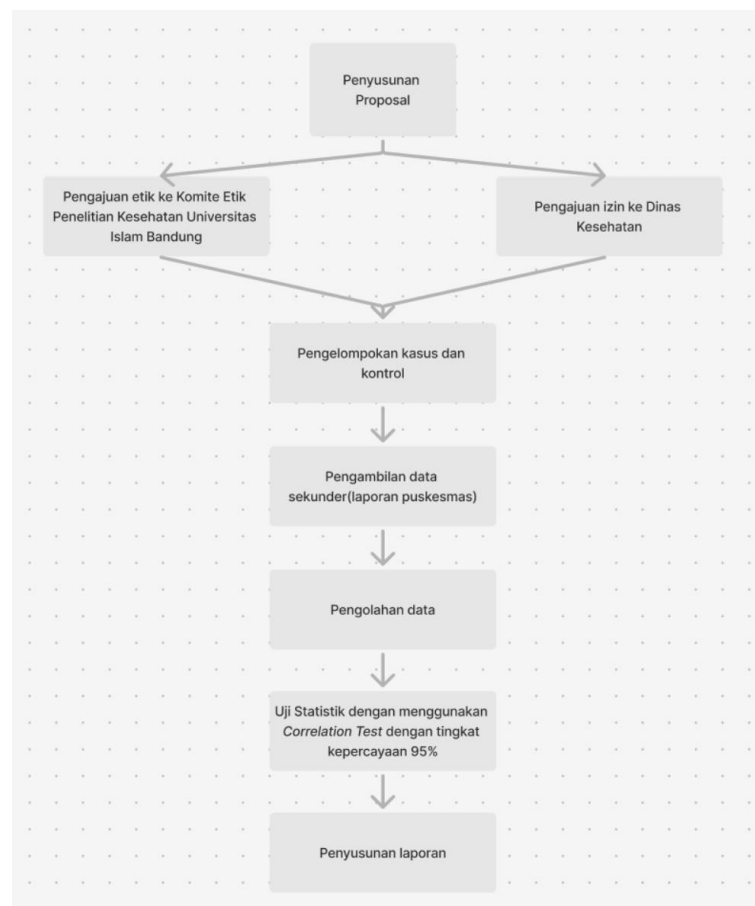 Penyusunan
Proposal
Pengajuan etik ke Komite Etik
Penelitian Kesehatan Universitas
Islam Bandung
Pengajuan izin ke Dinas
Kesehatan
Pengelompokan kasus dan
kontrol
Pengambilan data
sekunder(laporan puskesmas)
Pengolahan data
Uji Statistik dengan menggunakan
Correlation Test dengan tingkat
kepercayaan 95%
Penyusunan laporan